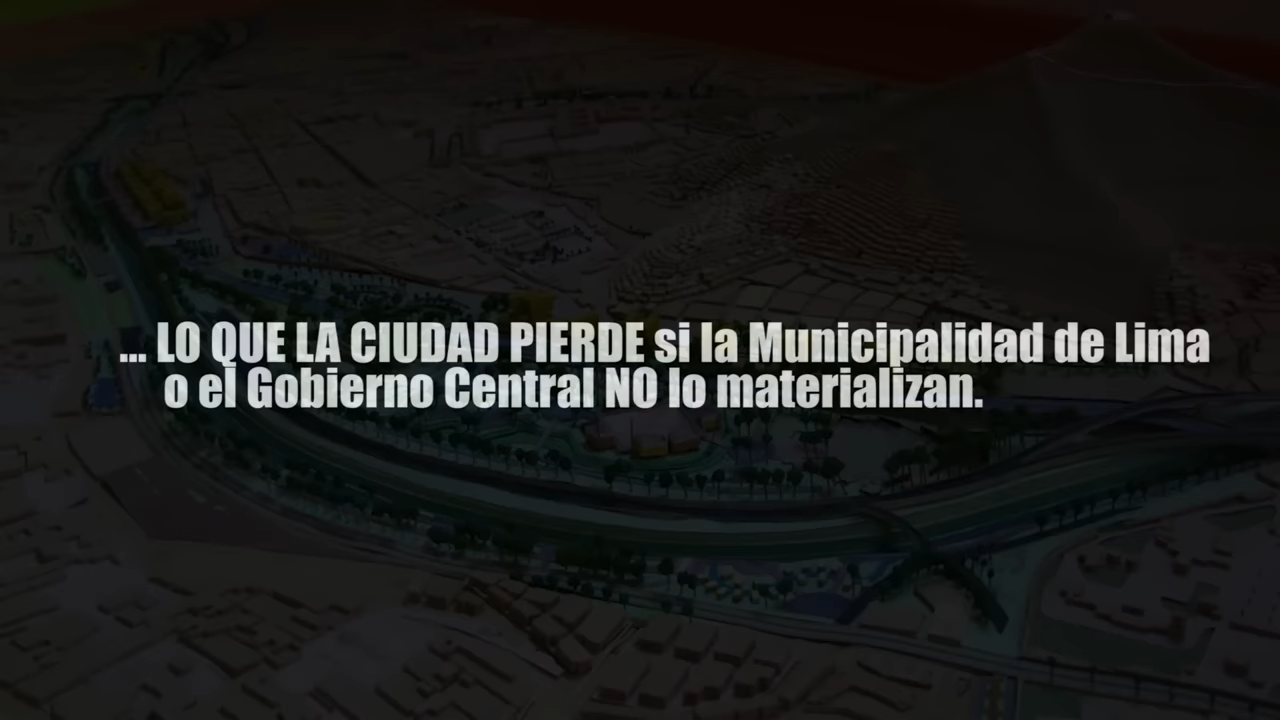 ... LO QUE LA CIUDAD PIERDE si la Municipalidad de Lima
o el Gobierno Central NO lo materializan.